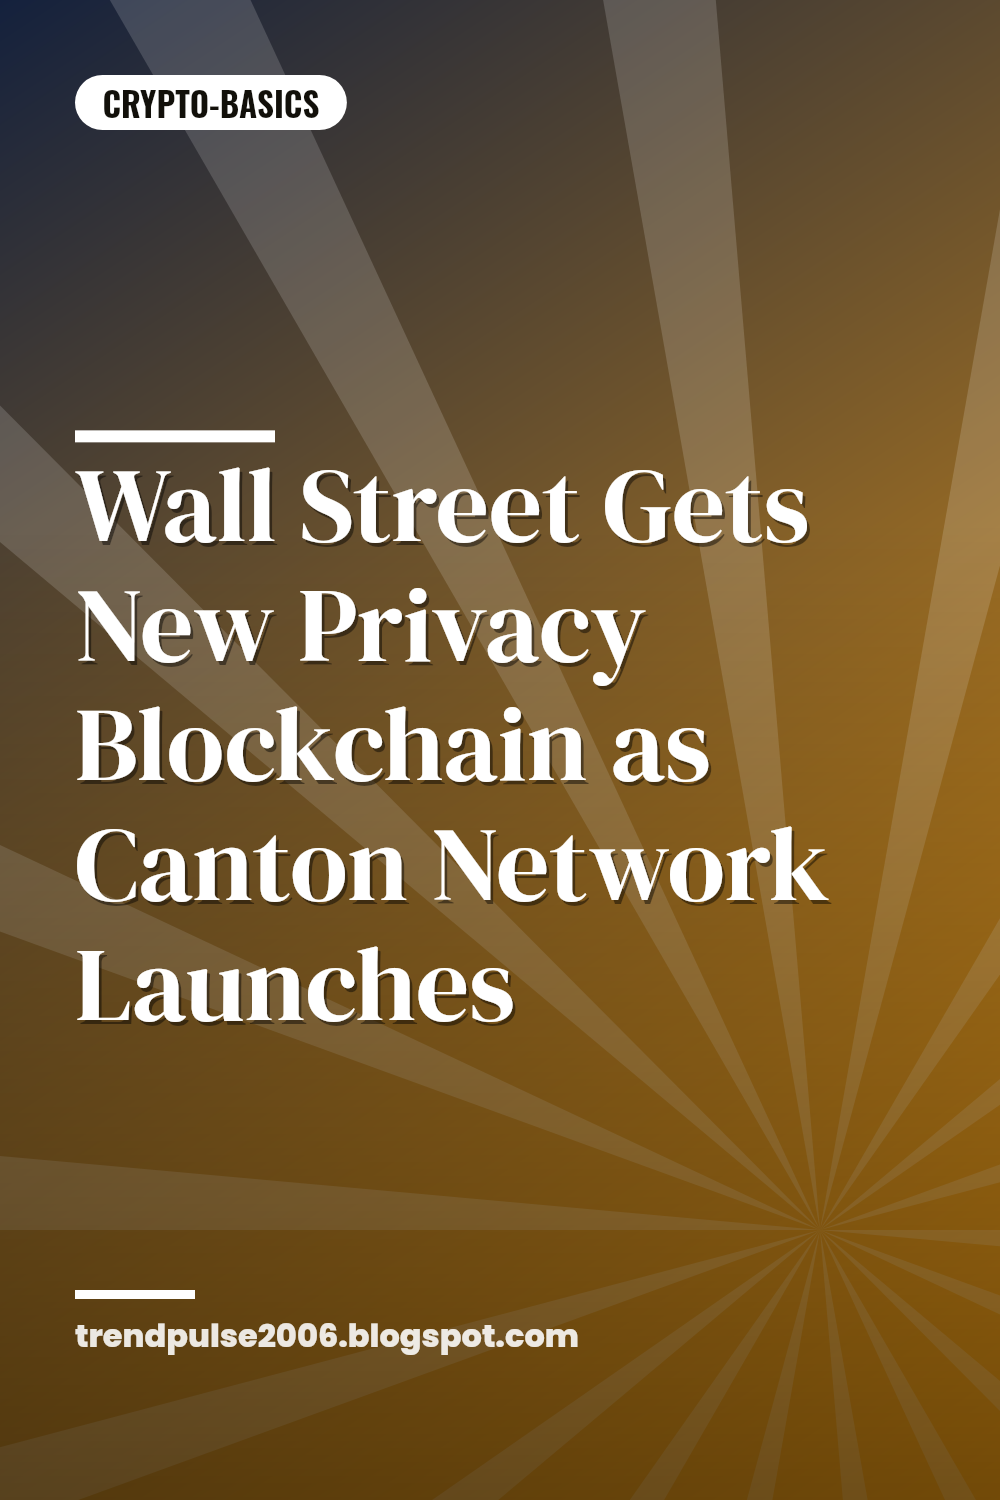 CRYPTO-BASICS
Wall Street Gets
New Privacy
Blockchain as
Canton Network
Launches
trendpulse2006.blogspot.com